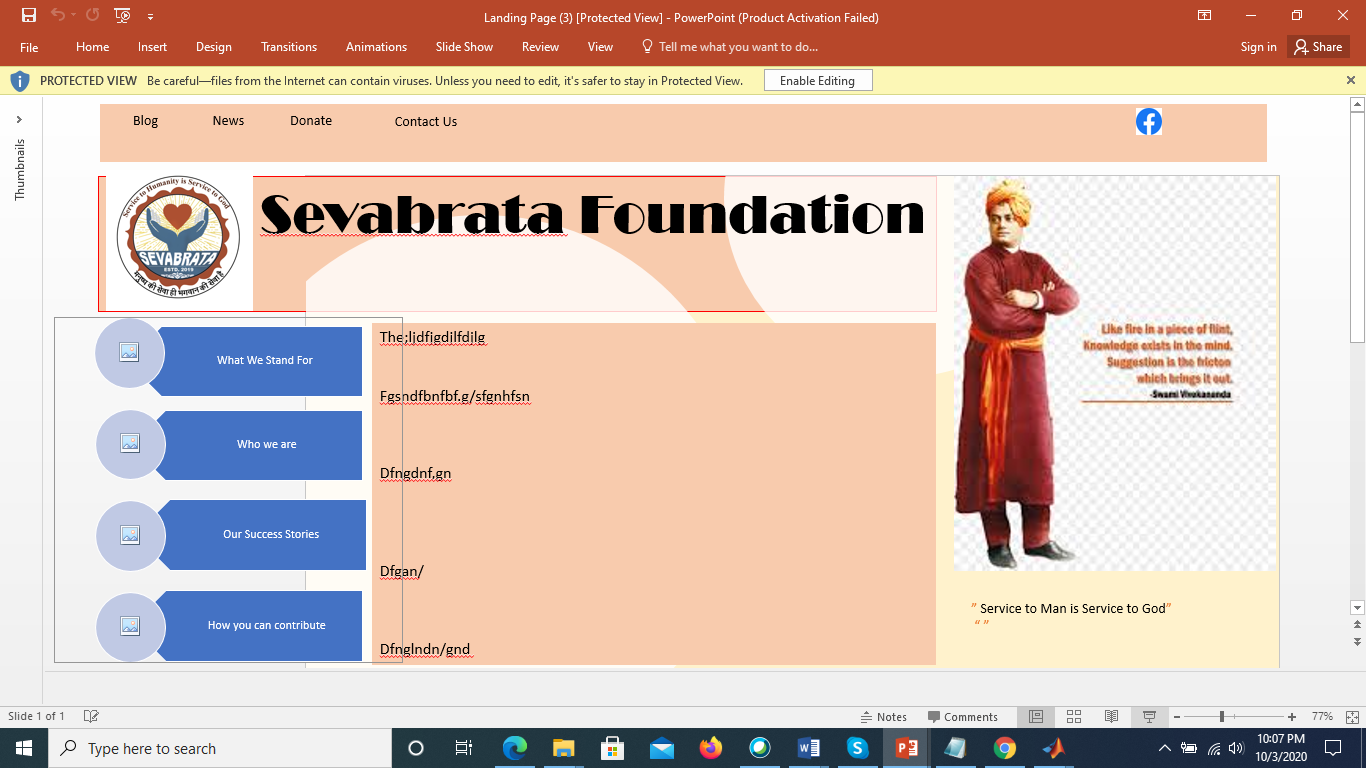 Landing Page (3) [Protected View] - PowerPoint (Product Activation Failed)
File Home Insert Design Transitions Animations Slide Show Review View Tell me what you want to do... Sign in Share
PROTECTED VIEW Be careful—files from the Internet can contain viruses. Unless you need to edit, it's safer to stay in Protected View. Enable Editing
Thumbnails
Blog News Donate Contact Us
Service to Humanity is Service to God
SEVABRATA
ESTD. 2019
मनुष्य की सेवा ही भगवान की सेवा है
Sevabrata Foundation
What We Stand For
Who we are
Our Success Stories
How you can contribute
The;ljdfigdjlfdjlg
Fgsndfbnfbf.g/sfgnhfsn
Dfngdnf,gn
Dfgan/
Dfnglndn/gnd
Like fire in a piece of flint,
Knowledge exists in the mind.
Suggestion is the friction
which brings it out.
-Swami Vivekananda
” Service to Man is Service to God”
“ ”
Slide 1 of 1 Notes Comments 77%
Type here to search
10:07 PM
10/3/2020